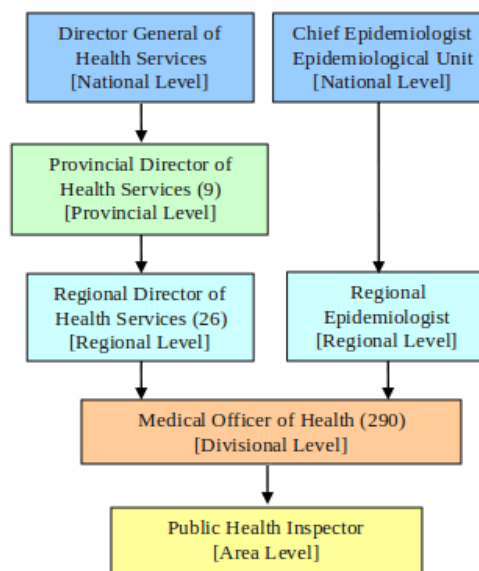 Director General of
Health Services
[National Level]
Chief Epidemiologist
Epidemiological Unit
[National Level]
Provincial Director of
Health Services (9)
[Provincial Level]
Regional Director of
Health Services (26)
[Regional Level]
Regional
Epidemiologist
[Regional Level]
Medical Officer of Health (290)
[Divisional Level]
Public Health Inspector
[Area Level]